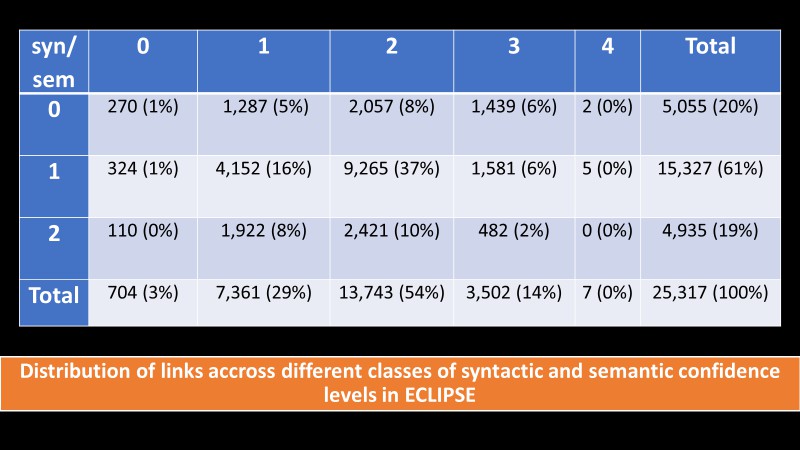 syn/ 0 1 2 3 4 Total
sem
0 270 (1%) 1,287 (5%) 2,057 (8%) 1,439 (6%) 2 (0%) 5,055 (20%)
1 324 (1%) 4,152 (16%) 9,265 (37%) 1,581 (6%) 5 (0%) 15,327 (61%)
2 110 (0%) 1,922 (8%) 2,421 (10%) 482 (2%) 0 (0%) 4,935 (19%)
Total 704 (3%) 7,361 (29%) 13,743 (54%) 3,502 (14%) 7 (0%) 25,317 (100%)
Distribution of links accross different classes of syntactic and semantic confidence
levels in ECLIPSE